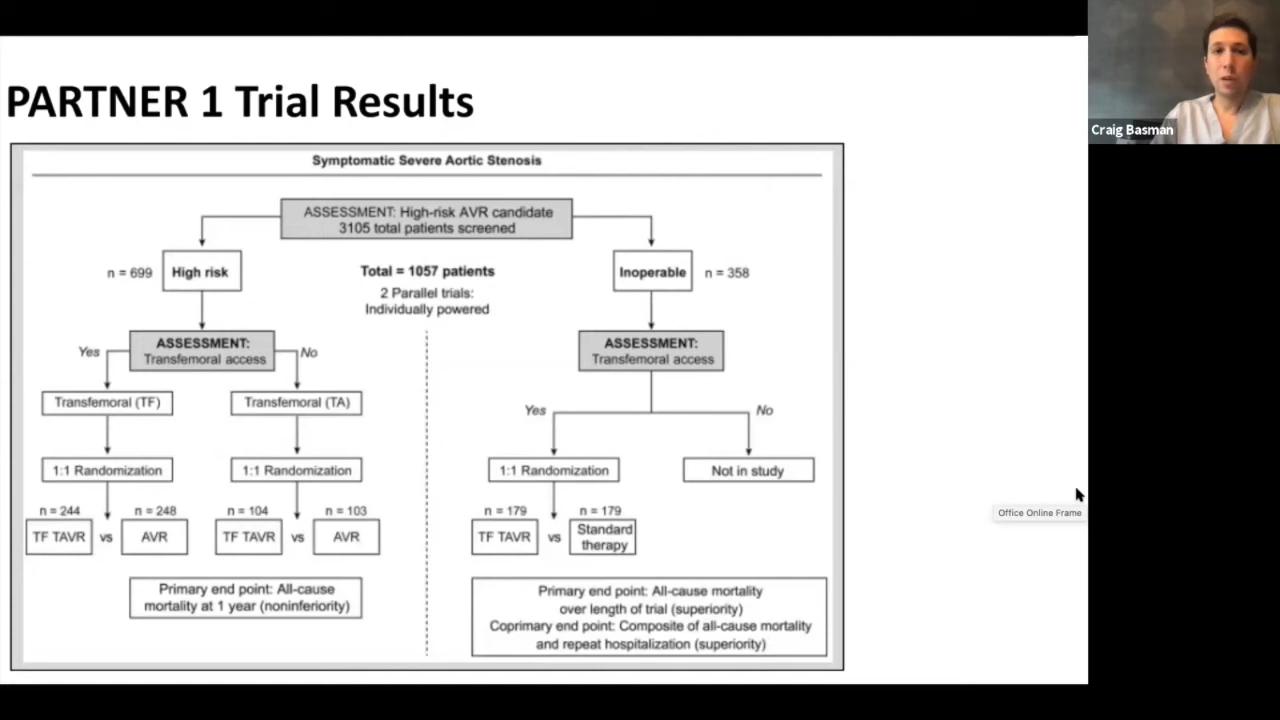 PARTNER 1 Trial Results
Craig Basman
Symptomatic Severe Aortic Stenosis
ASSESSMENT: High-risk AVR candidate
3105 total patients screened
n = 699
High risk
Total = 1057 patients
2 Parallel trials:
Individually powered
Inoperable
n = 358
Yes
ASSESSMENT:
Transfemoral access
No
ASSESSMENT:
Transfemoral access
Transfemoral (TF)
Transfemoral (TA)
Yes
No
1:1 Randomization
1:1 Randomization
1:1 Randomization
Not in study
n = 244
n = 248
n = 104
n = 103
n = 179
n = 179
TF TAVR
vs
AVR
TF TAVR
vs
AVR
TF TAVR
vs
Standard
therapy
Primary end point: All-cause
mortality at 1 year (noninferiority)
Primary end point: All-cause mortality
over length of trial (superiority)
Coprimary end point: Composite of all-cause mortality
and repeat hospitalization (superiority)
Office Online Frame